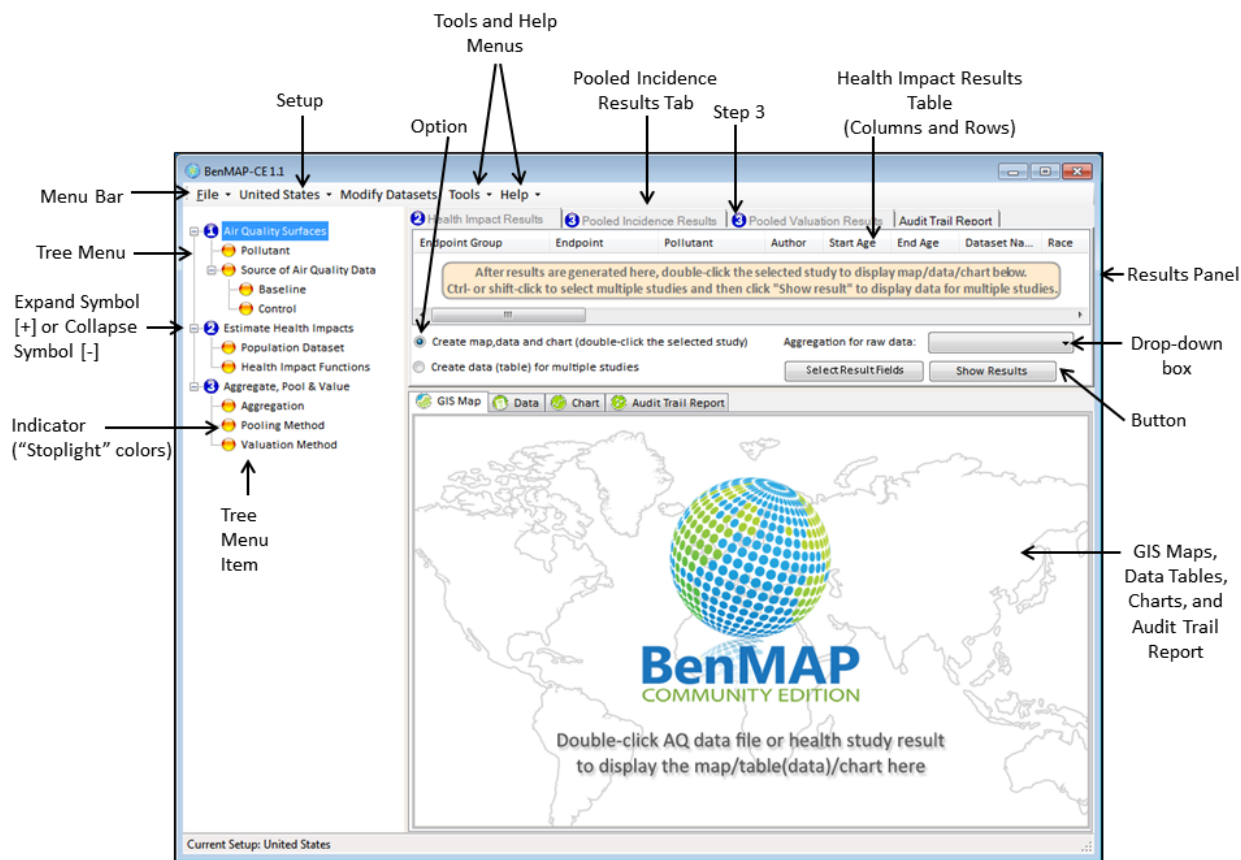 Tools and Help
Menus
Pooled Incidence
Results Tab
Health Impact Results
Table
(Columns and Rows)
Setup
Option
Step 3
Menu Bar
Tree Menu
Expand Symbol
[+] or Collapse
Symbol [-]
Indicator
("Stoplight" colors)
Tree
Menu
Item
BenMAP-CE 1.1
File United States Modify Datasets Tools Help
1 Air Quality Surfaces
Pollutant
Source of Air Quality Data
Baseline
Control
2 Estimate Health Impacts
Population Dataset
Health Impact Functions
3 Aggregate, Pool & Value
Aggregation
Pooling Method
Valuation Method
2 Health Impact Results 3 Pooled Incidence Results 3 Pooled Valuation Results Audit Trail Report
Endpoint Group Endpoint Pollutant Author Start Age End Age Dataset Na... Race
After results are generated here, double-click the selected study to display map/data/chart below.
Ctrl- or shift-click to select multiple studies and then click "Show result" to display data for multiple studies.
Create map,data and chart (double-click the selected study) Aggregation for raw data:
Create data (table) for multiple studies Select Result Fields Show Results
GIS Map Data Chart Audit Trail Report
BenMAP
COMMUNITY EDITION
Double-click AQ data file or health study result
to display the map/table(data)/chart here
Current Setup: United States
Results Panel
Drop-down
box
Button
GIS Maps,
Data Tables,
Charts, and
Audit Trail
Report